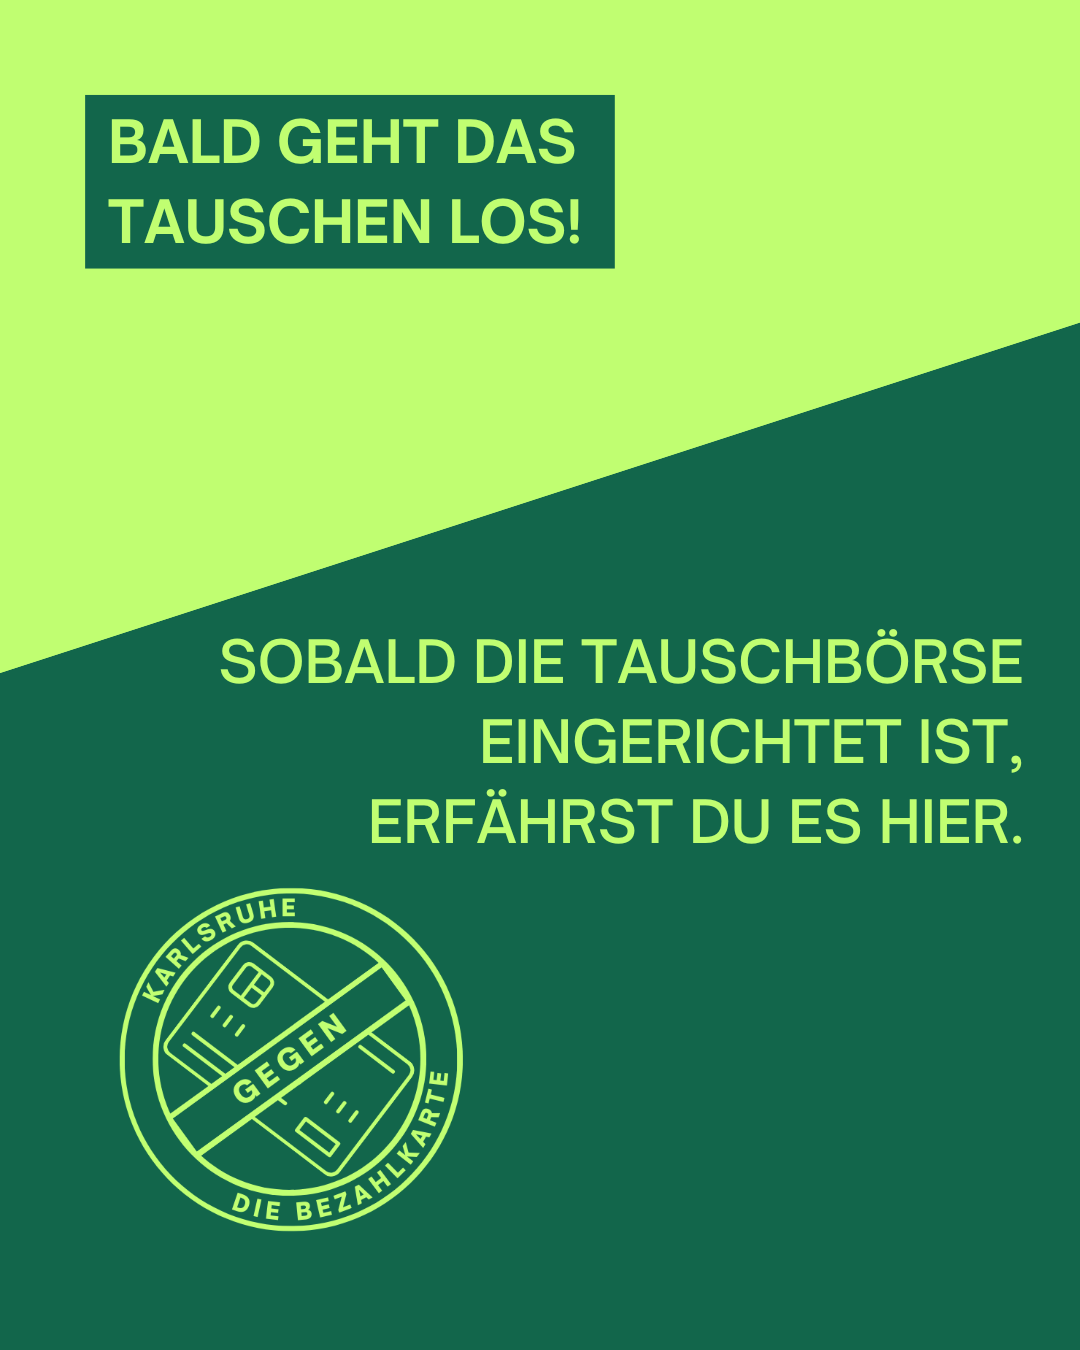 BALD GEHT DAS
TAUSCHEN LOS!
SOBALD DIE TAUSCHBÖRSE
EINGERICHTET IST,
ERFÄHRST DU ES HIER.
KARLSRUHE
GEGEN
DIE BEZAHLKARTE